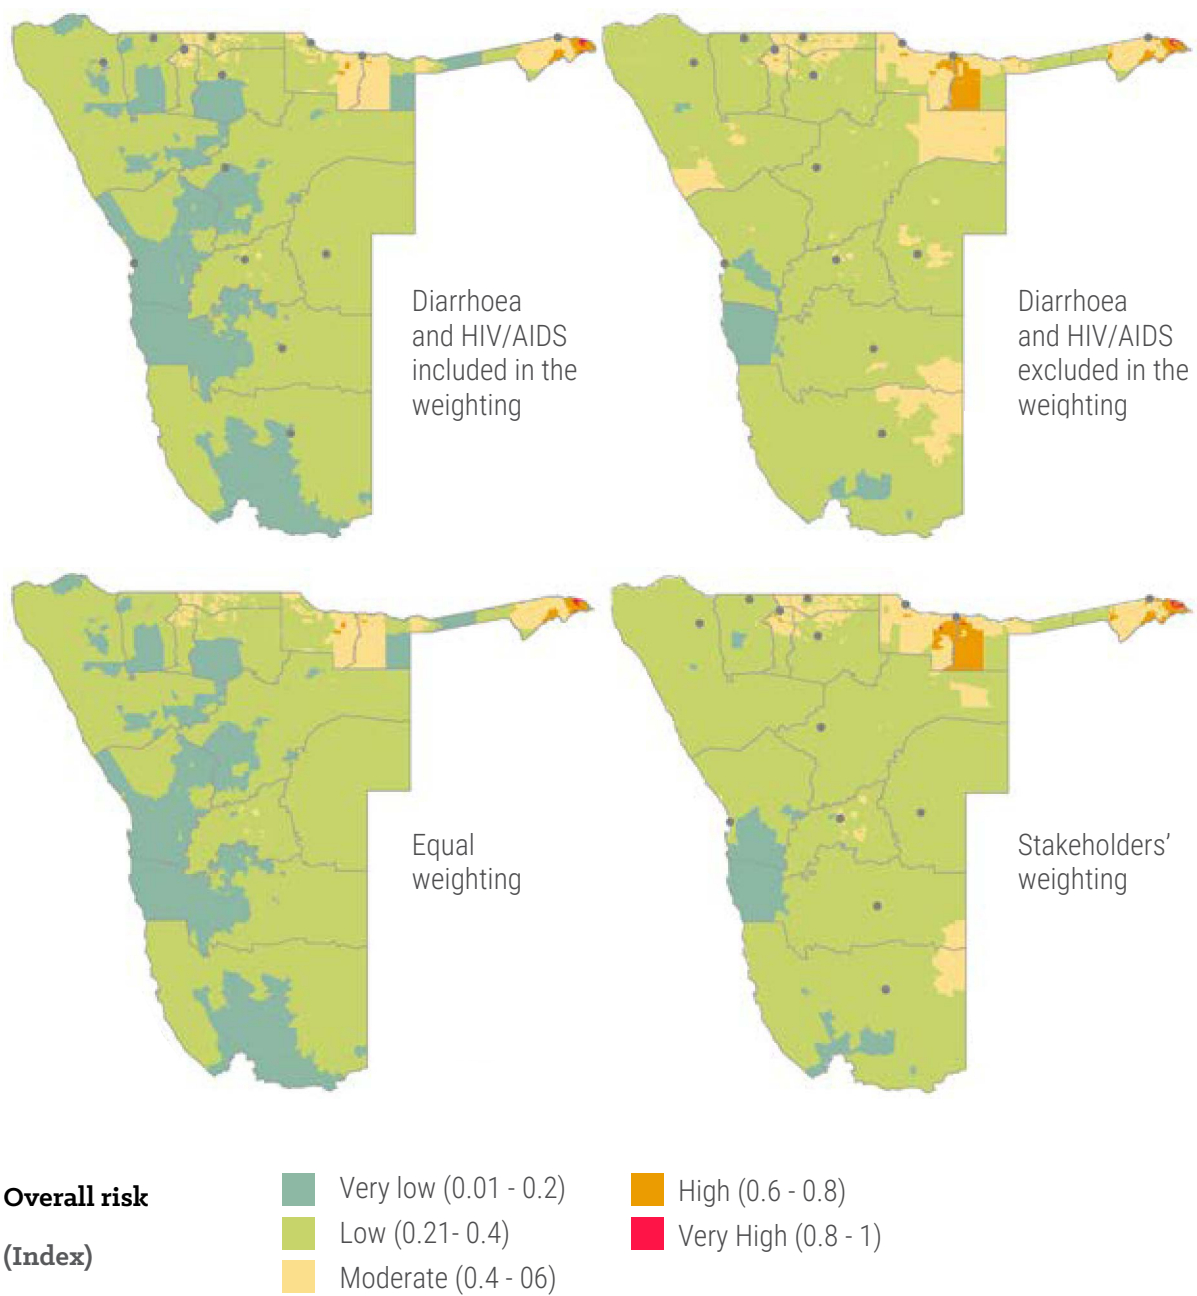 Diarrhoea
and HIV/AIDS
included in the
weighting
Diarrhoea
and HIV/AIDS
excluded in the
weighting
Equal
weighting
Stakeholders’
weighting
Overall risk
(Index)
Very low (0.01 - 0.2)
Low (0.21- 0.4)
Moderate (0.4 - 06)
High (0.6 - 0.8)
Very High (0.8 - 1)